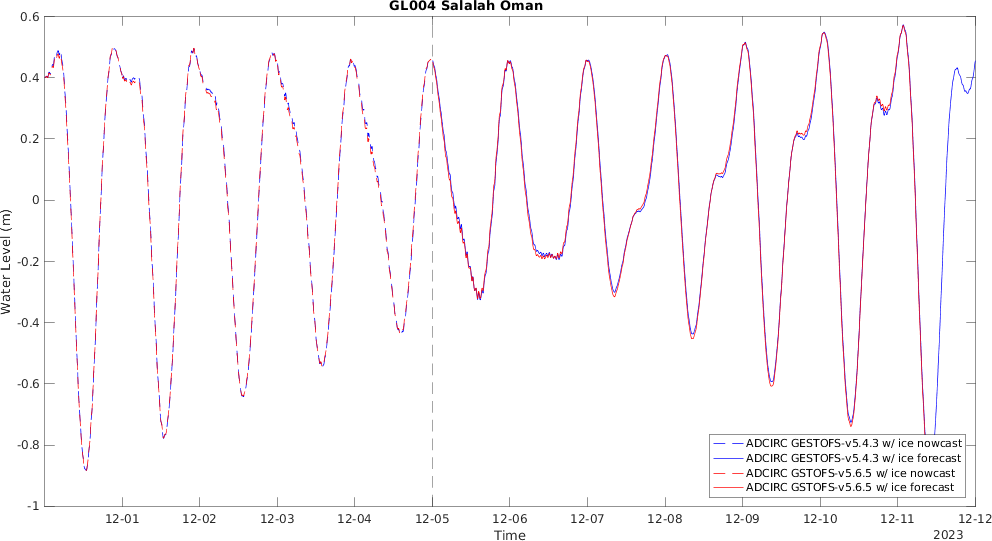 GL004 Salalah Oman
0.6
0.4
0.2
0
-0.2
-0.4
-0.6
-0.8
-1
Water Level (m)
ADCIRC GESTOFS-v5.4.3 w/ ice nowcast
ADCIRC GESTOFS-v5.4.3 w/ ice forecast
ADCIRC GSTOFS-v5.6.5 w/ ice nowcast
ADCIRC GSTOFS-v5.6.5 w/ ice forecast
12-01 12-02 12-03 12-04 12-05 12-06 12-07 12-08 12-09 12-10 12-11 12-12
Time
2023